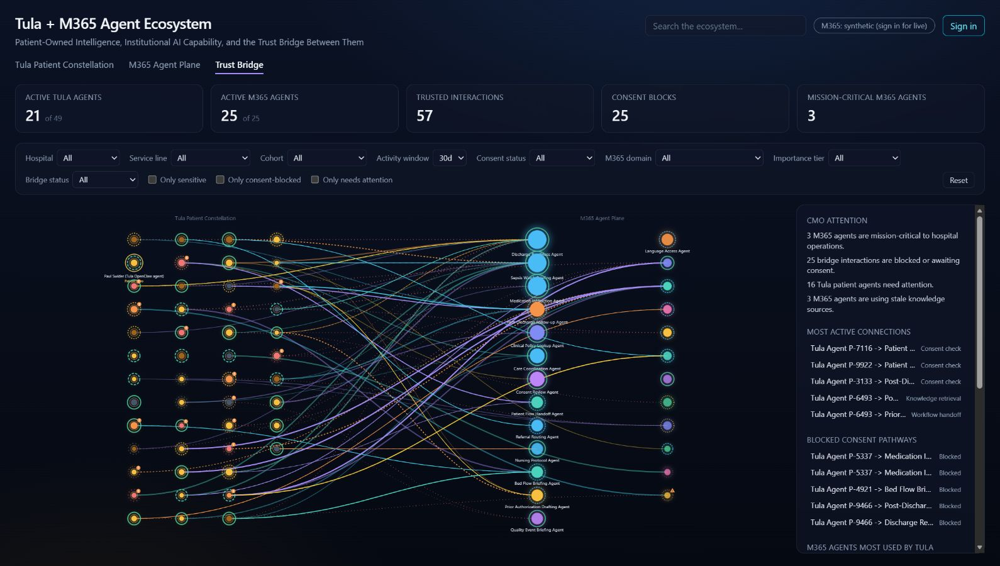 Tula + M365 Agent Ecosystem
Patient-Owned Intelligence, Institutional AI Capability, and the Trust Bridge Between Them
Search the ecosystem...
M365: synthetic (sign in for live)
Sign in
Tula Patient Constellation
M365 Agent Plane
Trust Bridge
ACTIVE TULA AGENTS
21 of 49
ACTIVE M365 AGENTS
25 of 25
TRUSTED INTERACTIONS
57
CONSENT BLOCKS
25
MISSION-CRITICAL M365 AGENTS
3
Hospital All
Service line All
Cohort All
Activity window 30d
Consent status All
M365 domain All
Importance tier All
Bridge status All
Only sensitive
Only consent-blocked
Only needs attention
Reset
Tula Patient Constellation
M365 Agent Plane
Paul Swider (Tula OpenClaw agent)
Discharge Agent
Sepsis Agent
Medication Instruction Agent
Post-Discharge Follow-up Agent
Clinical Policy Lookup Agent
Care Coordination Agent
Consent Review Agent
Patient Flow Handoff Agent
Referral Routing Agent
Nursing Protocol Agent
Bed Flow Briefing Agent
Prior Authorization Drafting Agent
Quality Event Briefing Agent
Language Access Agent
CMO ATTENTION
3 M365 agents are mission-critical to hospital
operations.
25 bridge interactions are blocked or awaiting
consent.
16 Tula patient agents need attention.
3 M365 agents are using stale knowledge
sources.
MOST ACTIVE CONNECTIONS
Tula Agent P-7116 -> Patient ... Consent check
Tula Agent P-9922 -> Patient ... Consent check
Tula Agent P-3133 -> Post-Di... Consent check
Tula Agent P-6493 -> Po... Knowledge retrieval
Tula Agent P-6493 -> Prior... Workflow handoff
BLOCKED CONSENT PATHWAYS
Tula Agent P-5337 -> Medication I... Blocked
Tula Agent P-5337 -> Medication I... Blocked
Tula Agent P-4921 -> Bed Flow Bri... Blocked
Tula Agent P-9466 -> Post-Dischar... Blocked
Tula Agent P-9466 -> Discharge Re... Blocked
M365 AGENTS MOST USED BY TULA